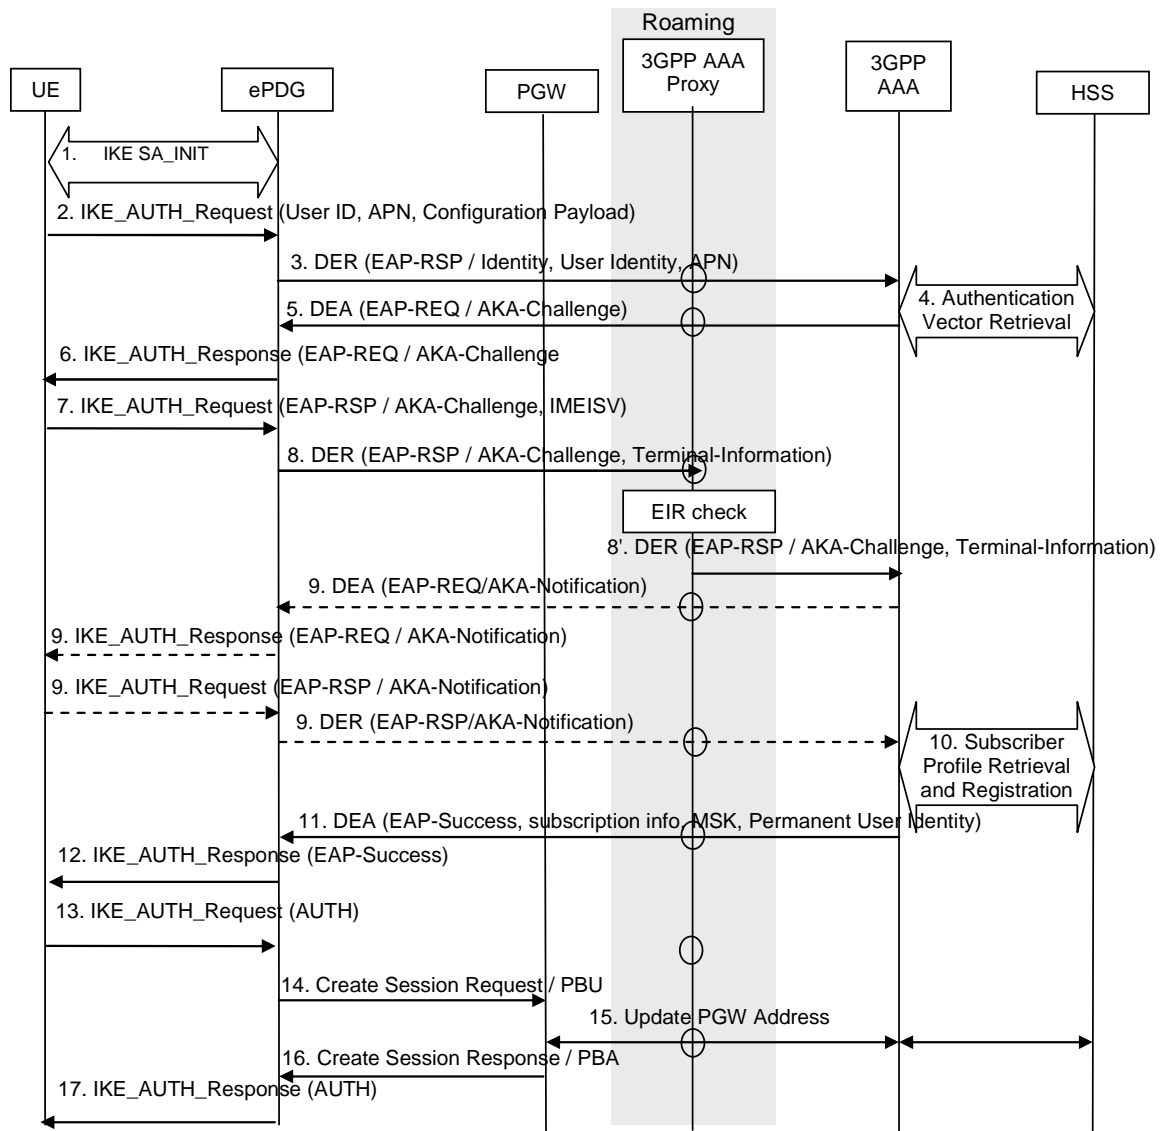 Roaming
UE
ePDG
PGW
3GPP AAA
Proxy
3GPP
AAA
HSS
1. IKE SA_INIT
2. IKE_AUTH_Request (User ID, APN, Configuration Payload)
3. DER (EAP-RSP / Identity, User Identity, APN)
4. Authentication
Vector Retrieval
5. DEA (EAP-REQ / AKA-Challenge)
6. IKE_AUTH_Response (EAP-REQ / AKA-Challenge
7. IKE_AUTH_Request (EAP-RSP / AKA-Challenge, IMEISV)
8. DER (EAP-RSP / AKA-Challenge, Terminal-Information)
EIR check
8'. DER (EAP-RSP / AKA-Challenge, Terminal-Information)
9. DEA (EAP-REQ/AKA-Notification)
9. IKE_AUTH_Response (EAP-REQ / AKA-Notification)
9. IKE_AUTH_Request (EAP-RSP / AKA-Notification)
9. DER (EAP-RSP/AKA-Notification)
10. Subscriber
Profile Retrieval
and Registration
11. DEA (EAP-Success, subscription info, MSK, Permanent User Identity)
12. IKE_AUTH_Response (EAP-Success)
13. IKE_AUTH_Request (AUTH)
14. Create Session Request / PBU
15. Update PGW Address
16. Create Session Response / PBA
17. IKE_AUTH_Response (AUTH)